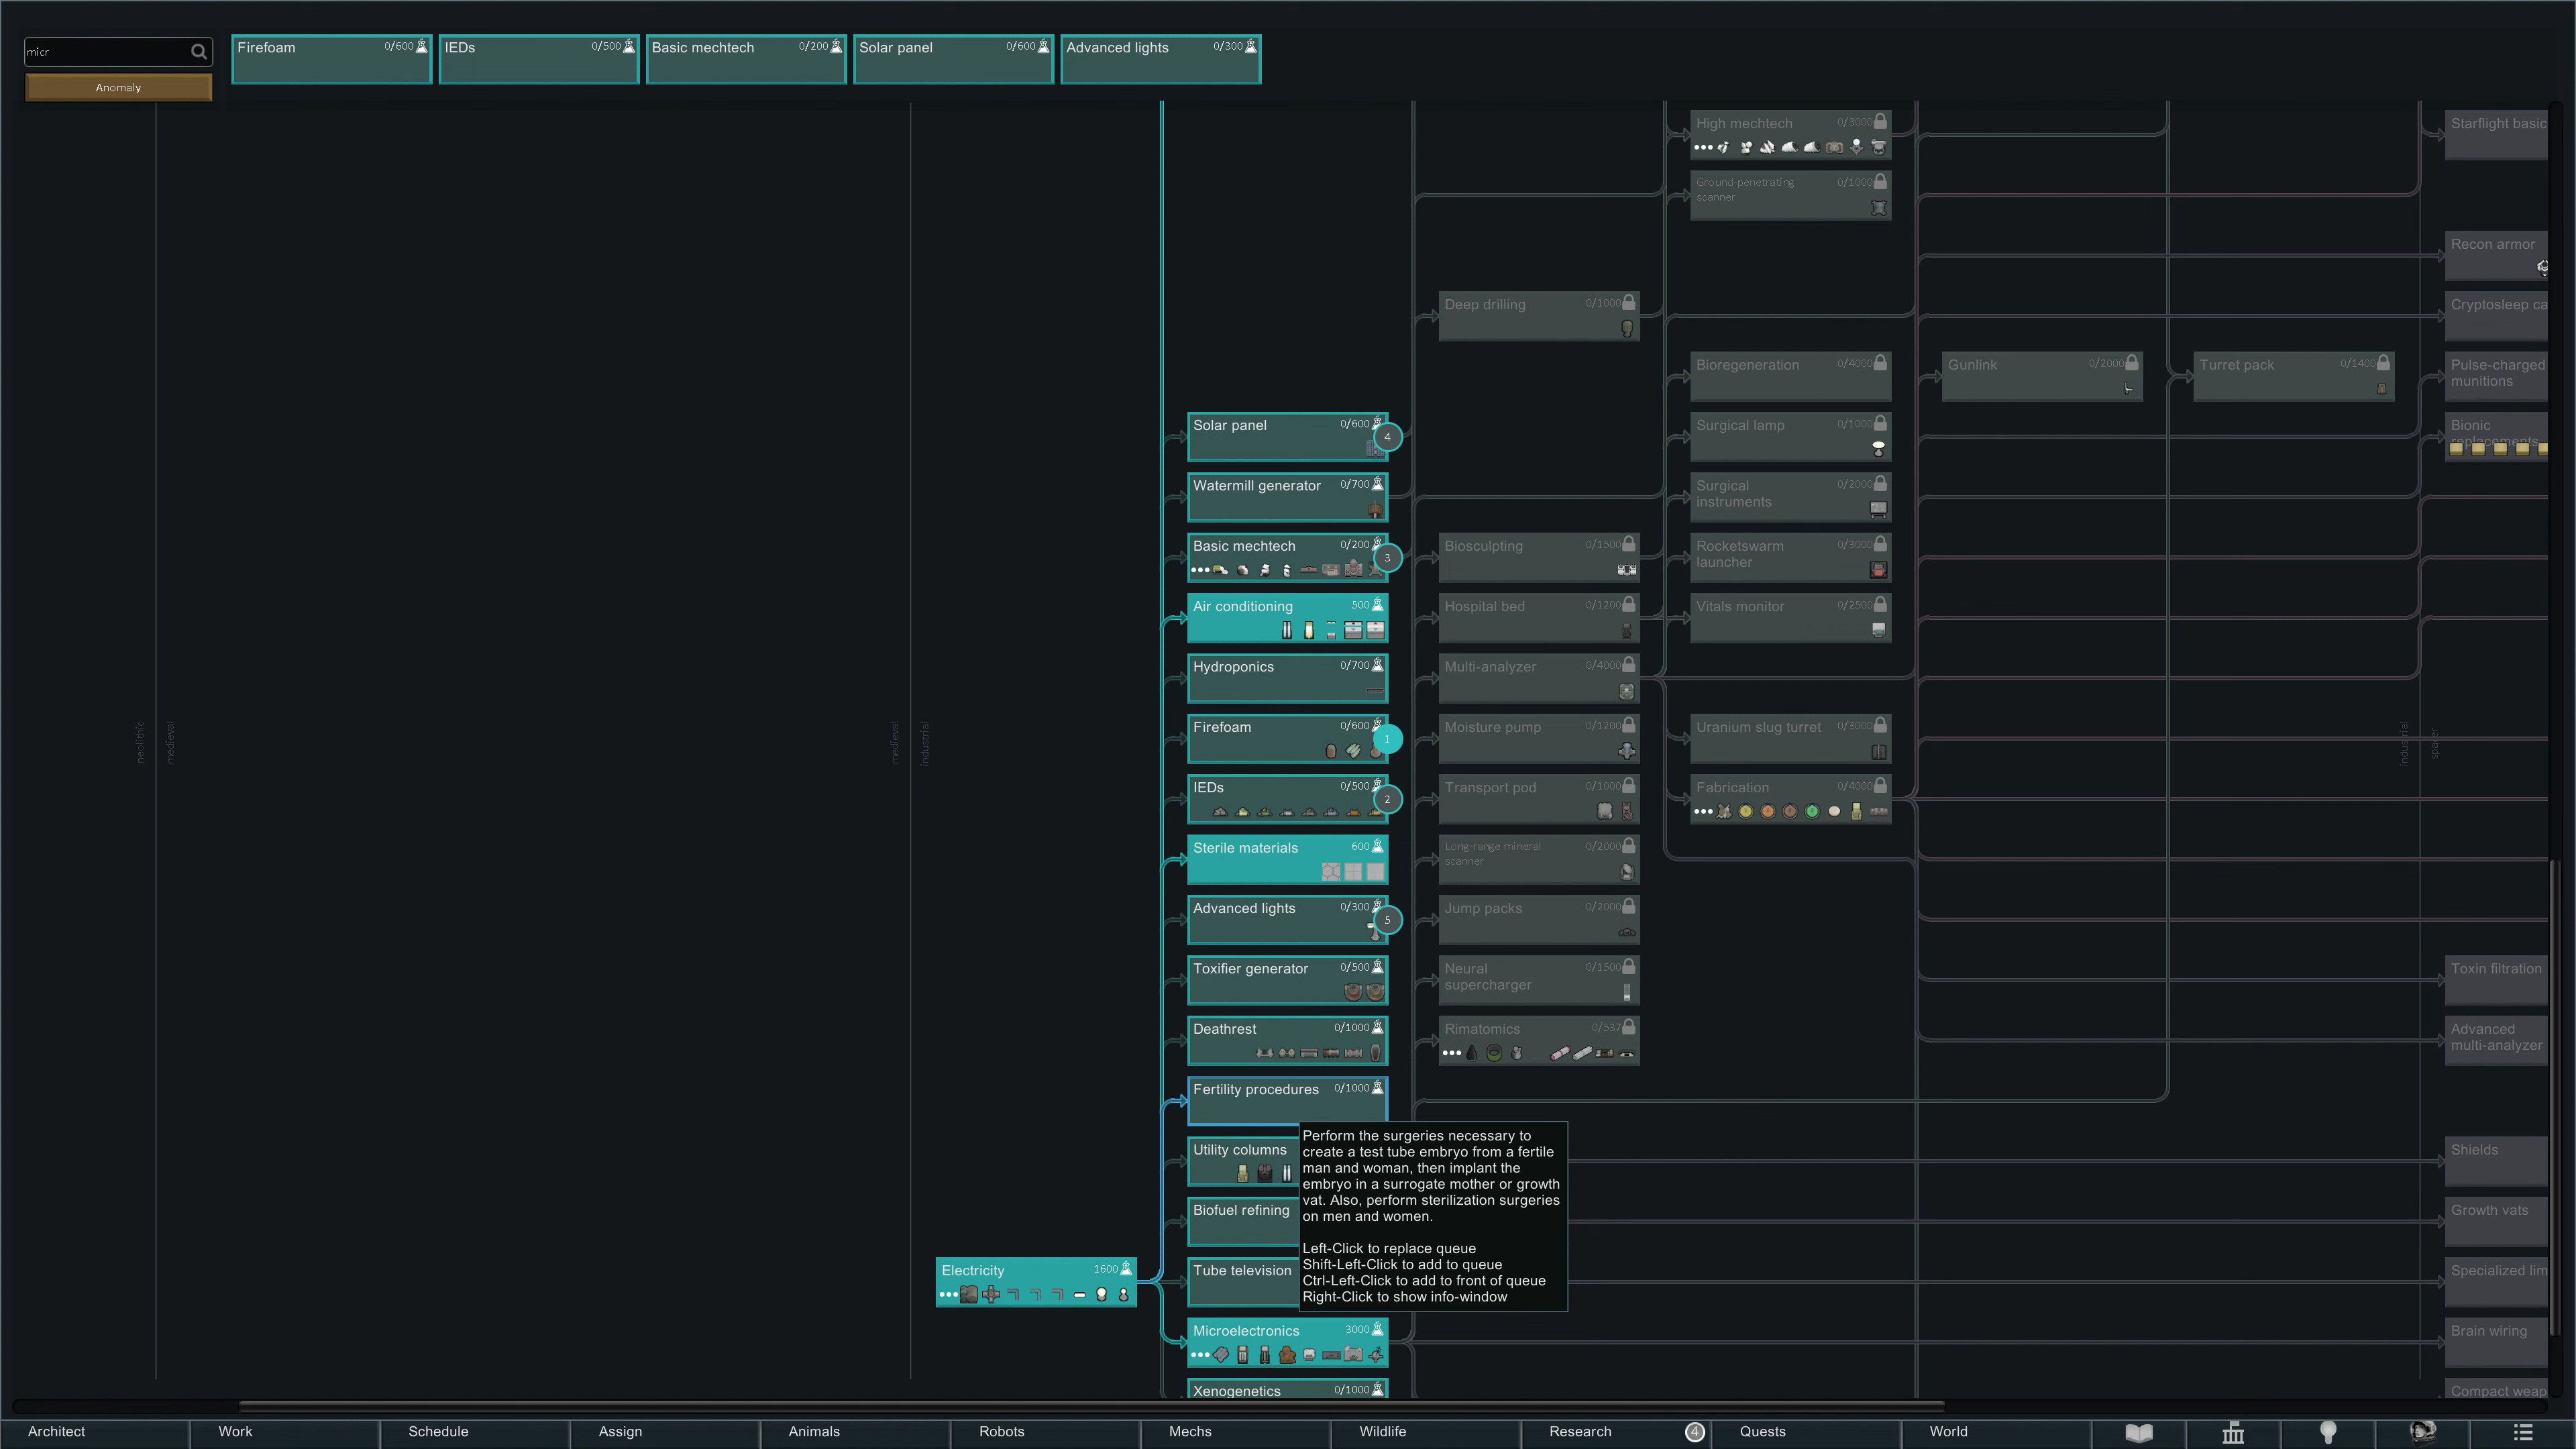 micr
Anomaly
Firefoam 0/600
IEDs 0/500
Basic mechtech 0/200
Solar panel 0/600
Advanced lights 0/300
neolithic
medieval
medieval
industrial
Electricity 1600
Solar panel 0/600
4
Watermill generator 0/700
Basic mechtech 0/200
3
Air conditioning 500
Hydroponics 0/700
Firefoam 0/600
1
IEDs 0/500
2
Sterile materials 600
Advanced lights 0/300
5
Toxifier generator 0/500
Deathrest 0/1000
Fertility procedures 0/1000
Utility columns
Biofuel refining
Tube television
Microelectronics 3000
Xenogenetics 0/1000
Perform the surgeries necessary to
create a test tube embryo from a fertile
man and woman, then implant the
embryo in a surrogate mother or growth
vat. Also, perform sterilization surgeries
on men and women.
Left-Click to replace queue
Shift-Left-Click to add to queue
Ctrl-Left-Click to add to front of queue
Right-Click to show info-window
Deep drilling 0/1000
Biosculpting 0/1500
Hospital bed 0/1200
Multi-analyzer 0/4000
Moisture pump 0/1200
Transport pod 0/1000
Long-range mineral 0/2000
scanner
Jump packs 0/2000
Neural 0/1500
supercharger
Rimatomics 0/537
High mechtech 0/3000
Ground-penetrating 0/1000
scanner
Bioregeneration 0/4000
Surgical lamp 0/1000
Surgical 0/2000
instruments
Rocketswarm 0/3000
launcher
Vitals monitor 0/2500
Uranium slug turret 0/3000
Fabrication 0/4000
Gunlink 0/2000
Turret pack 0/1400
industrial
spacer
Starflight basic
Recon armor
Cryptosleep ca
Pulse-charged
munitions
Bionic
replacements
Toxin filtration
Advanced
multi-analyzer
Shields
Growth vats
Specialized lim
Brain wiring
Compact weap
Architect
Work
Schedule
Assign
Animals
Robots
Mechs
Wildlife
Research
4
Quests
World